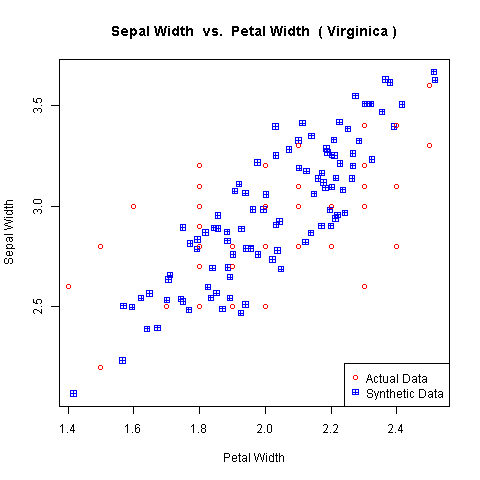 Sepal Width vs. Petal Width ( Virginica )
3.5
3.0
2.5
Sepal Width
1.4 1.6 1.8 2.0 2.2 2.4
Petal Width
Actual Data
Synthetic Data